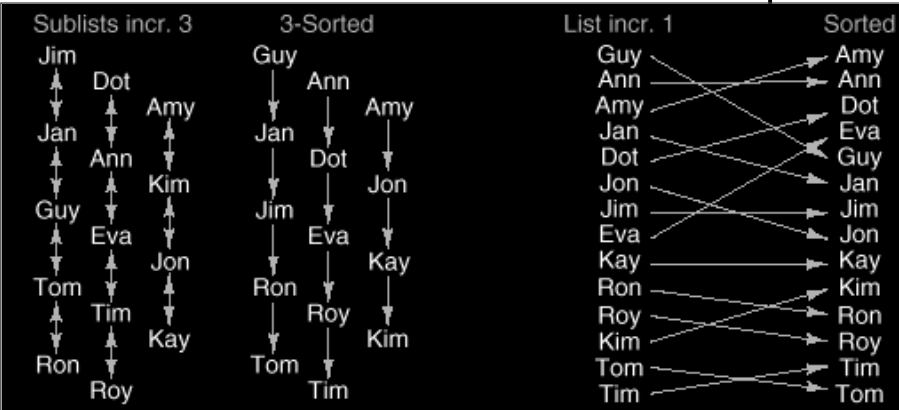 Sublists incr. 3 3-Sorted List incr. 1 Sorted
Jim Guy Guy Amy
Dot Ann Ann Ann
Amy Amy Amy Dot
Jan Jan Jan Eva
Ann Dot Dot Guy
Kim Jon Jon Jan
Guy Jim Jim Jim
Eva Eva Eva Jon
Jon Kay Kay Kay
Tom Ron Ron Kim
Tim Roy Roy Ron
Kay Kim Kim Roy
Ron Tom Tom Tim
Roy Tim Tim Tom